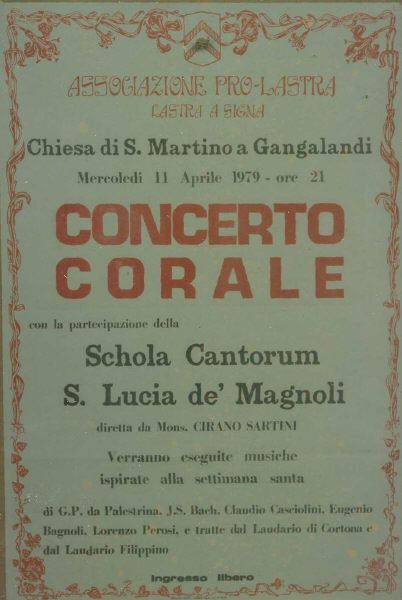 ASSOCIAZIONE PRO-LASTRA
LASTRA A SIGNA
Chiesa di S. Martino a Gangalandi
Mercoledì 11 Aprile 1979 - ore 21
CONCERTO
CORALE
con la partecipazione della
Schola Cantorum
S. Lucia de' Magnoli
diretta da Mons. CIRANO SARTINI
Verranno eseguite musiche
ispirate alla settimana santa
di G.P. da Palestrina, J.S. Bach, Claudio Casciolini, Eugenio
Bagnoli, Lorenzo Perosi, e tratte dal Laudario di Cortona e
dal Laudario Filippino
Ingresso libero